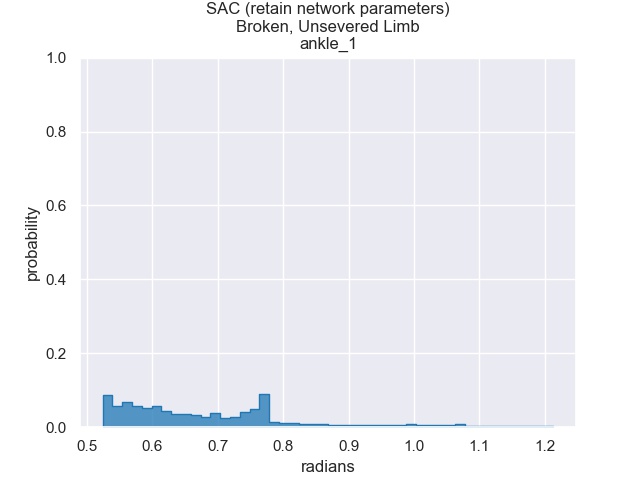 SAC (retain network parameters)
Broken, Unsevered Limb
ankle_1
1.0
0.8
0.6
0.4
0.2
0.0
probability
0.5 0.6 0.7 0.8 0.9 1.0 1.1 1.2
radians